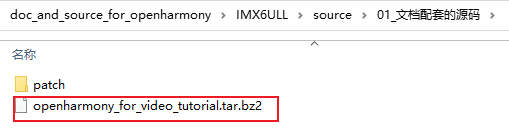 doc_and_source_for_openharmony > IMX6ULL > source > 01_文档配套的源码 >
名称
patch
openharmony_for_video_tutorial.tar.bz2